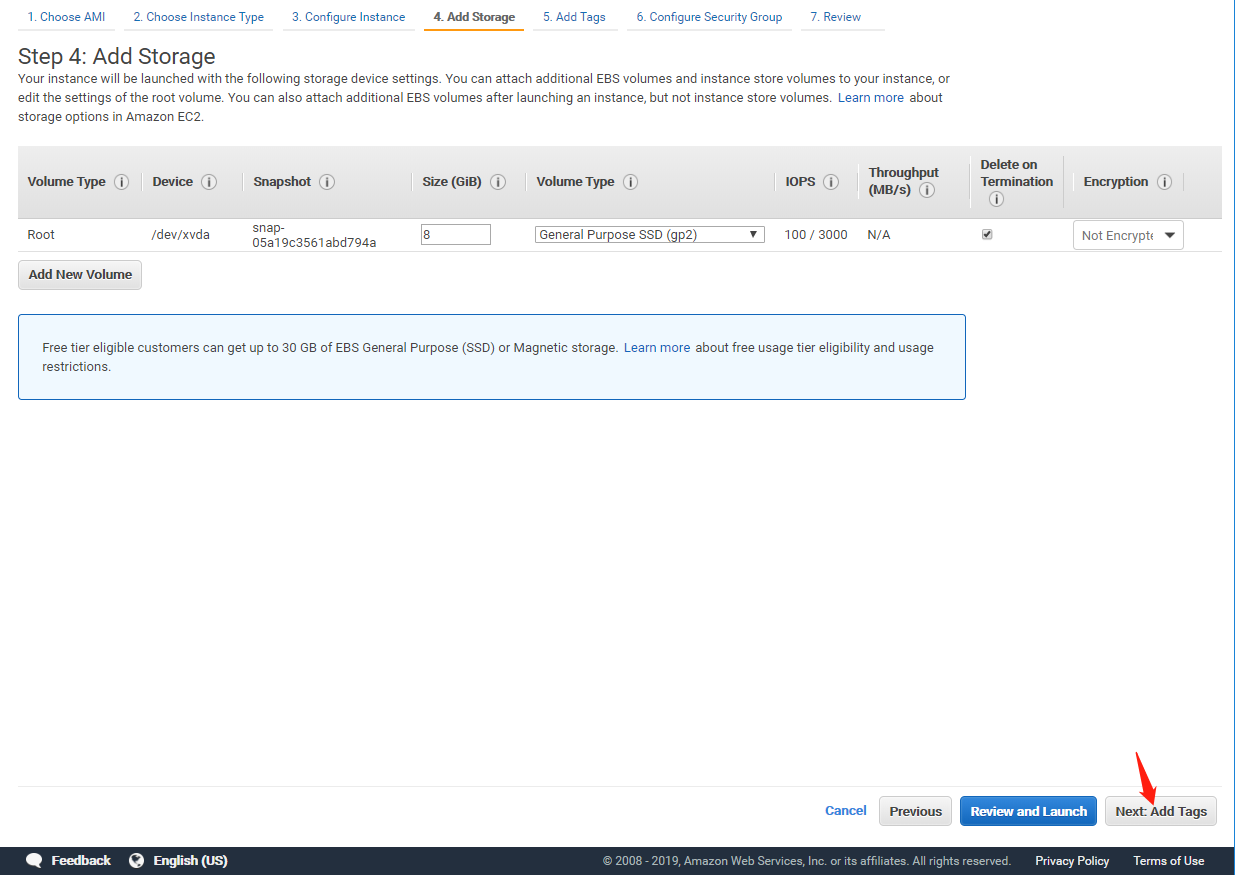 1. Choose AMI 2. Choose Instance Type 3. Configure Instance 4. Add Storage 5. Add Tags 6. Configure Security Group 7. Review
Step 4: Add Storage
Your instance will be launched with the following storage device settings. You can attach additional EBS volumes and instance store volumes to your instance, or
edit the settings of the root volume. You can also attach additional EBS volumes after launching an instance, but not instance store volumes. Learn more about
storage options in Amazon EC2.
Volume Type i Device i Snapshot i Size (GiB) i Volume Type i IOPS i Throughput (MB/s) i Delete on Termination i Encryption i
Root /dev/xvda snap-05a19c3561abd794a 8 General Purpose SSD (gp2) 100 / 3000 N/A Not Encrypte
Add New Volume
Free tier eligible customers can get up to 30 GB of EBS General Purpose (SSD) or Magnetic storage. Learn more about free usage tier eligibility and usage
restrictions.
Cancel Previous Review and Launch Next: Add Tags
Feedback English (US) © 2008 - 2019, Amazon Web Services, Inc. or its affiliates. All rights reserved. Privacy Policy Terms of Use